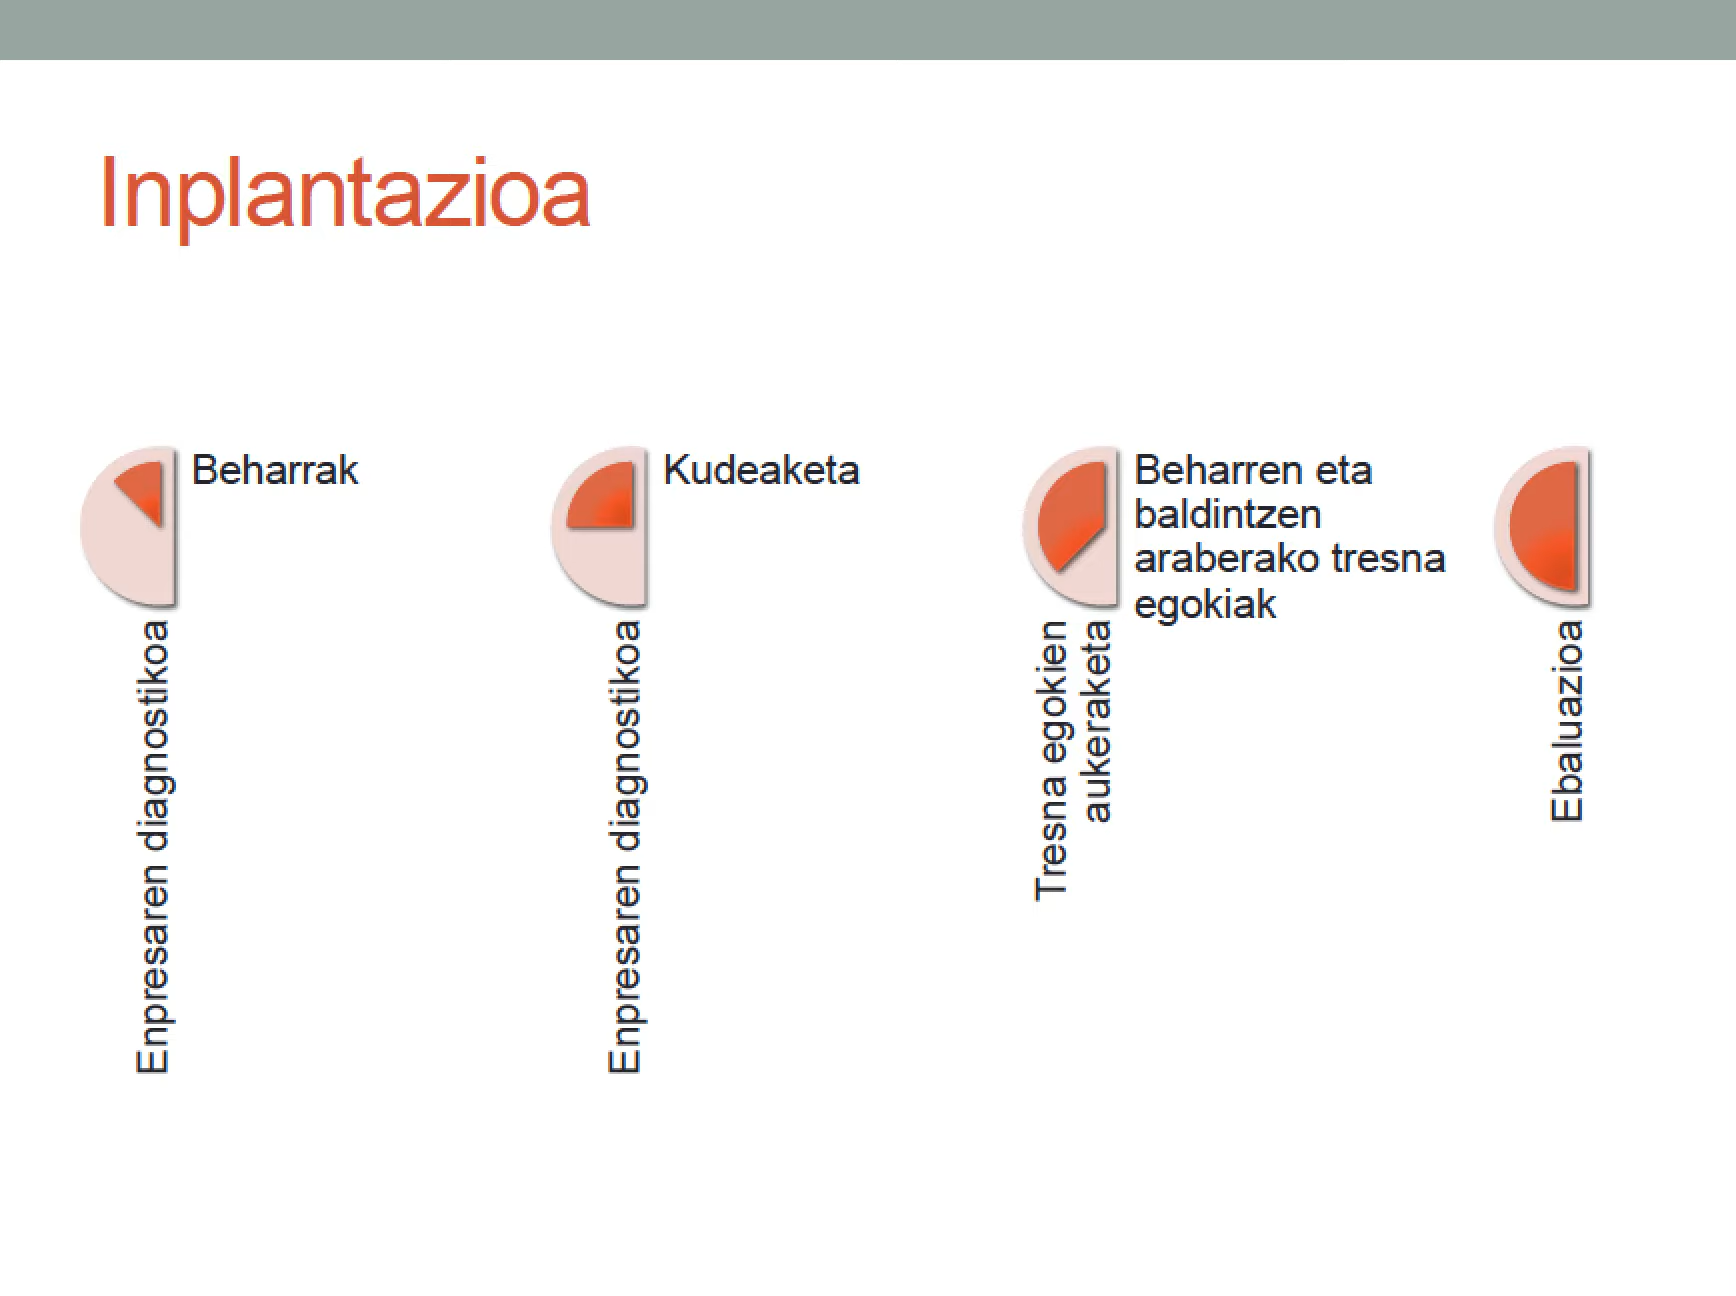 Inplantazioa
Beharrak
Enpresaren diagnostikoa
Kudeaketa
Enpresaren diagnostikoa
Beharren eta
baldintzen
araberako tresna
egokiak
Tresna egokien
aukeraketa
Ebaluazioa